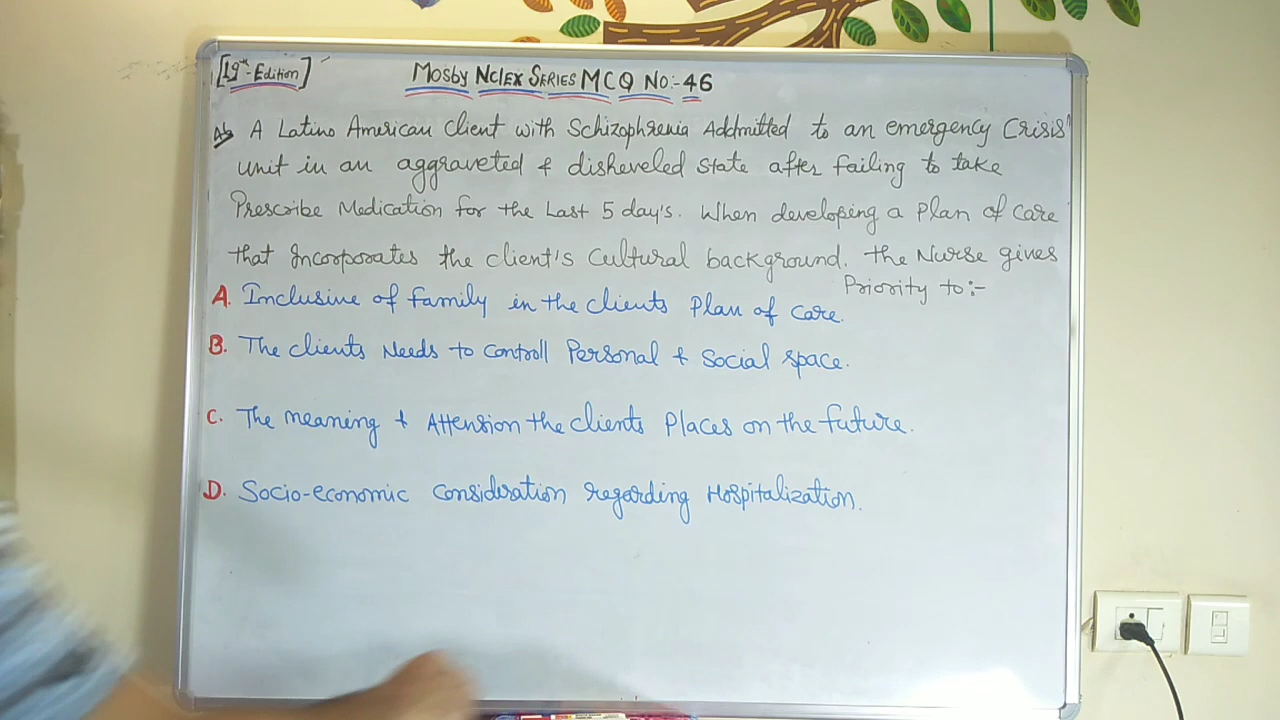 [19th-Edition]
Mosby NClEX SERIES MCQ No:-46
A Latino American Client with Schizophrenia Addmitted to an emergency Crisis
unit in an aggraveted & disheveled state after failing to take
Prescribe Medication for the Last 5 day's. When developing a Plan of Care
that Incorporates the client's Cultural background. the Nurse gives
Priority to:-
A. Inclusive of family in the clients Plan of care.
B. The clients Needs to Controll Personal & Social space.
C. The meaning & Attension the clients Places on the future.
D. Socio-economic Consideration regarding Hospitalization.